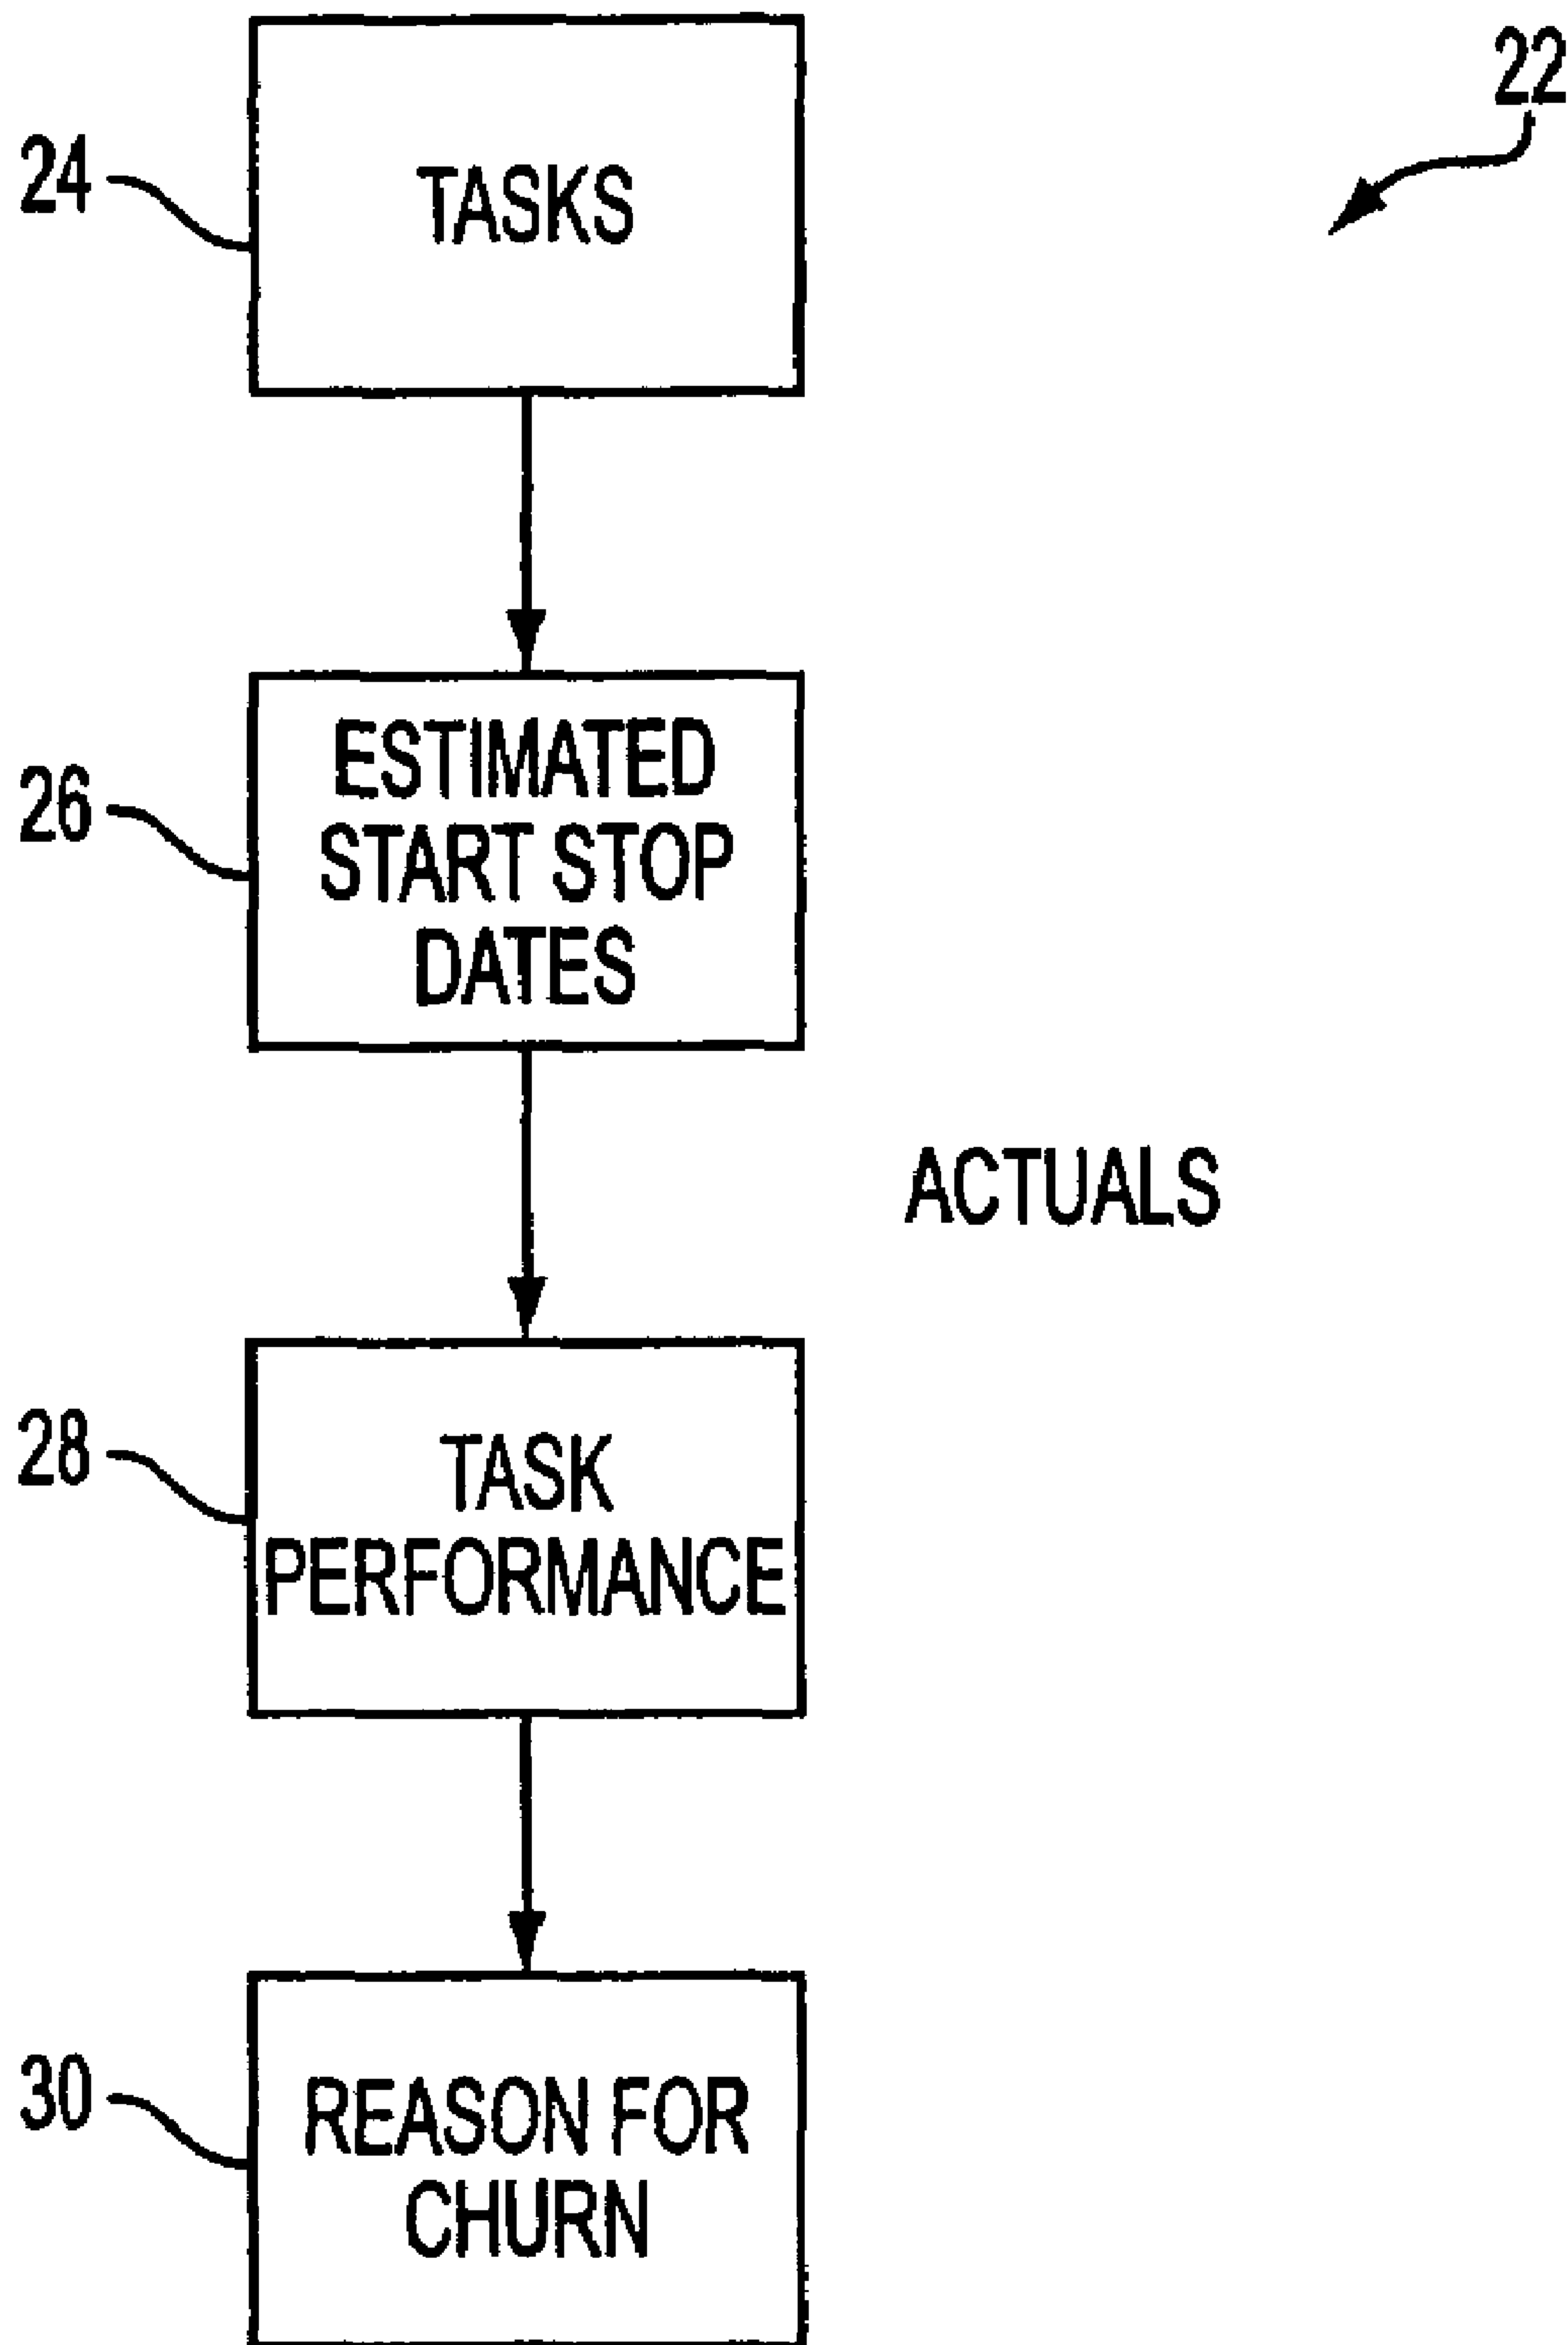 22
24
TASKS
26
ESTIMATED
START STOP
DATES
ACTUALS
28
TASK
PERFORMANCE
30
REASON FOR
CHURN